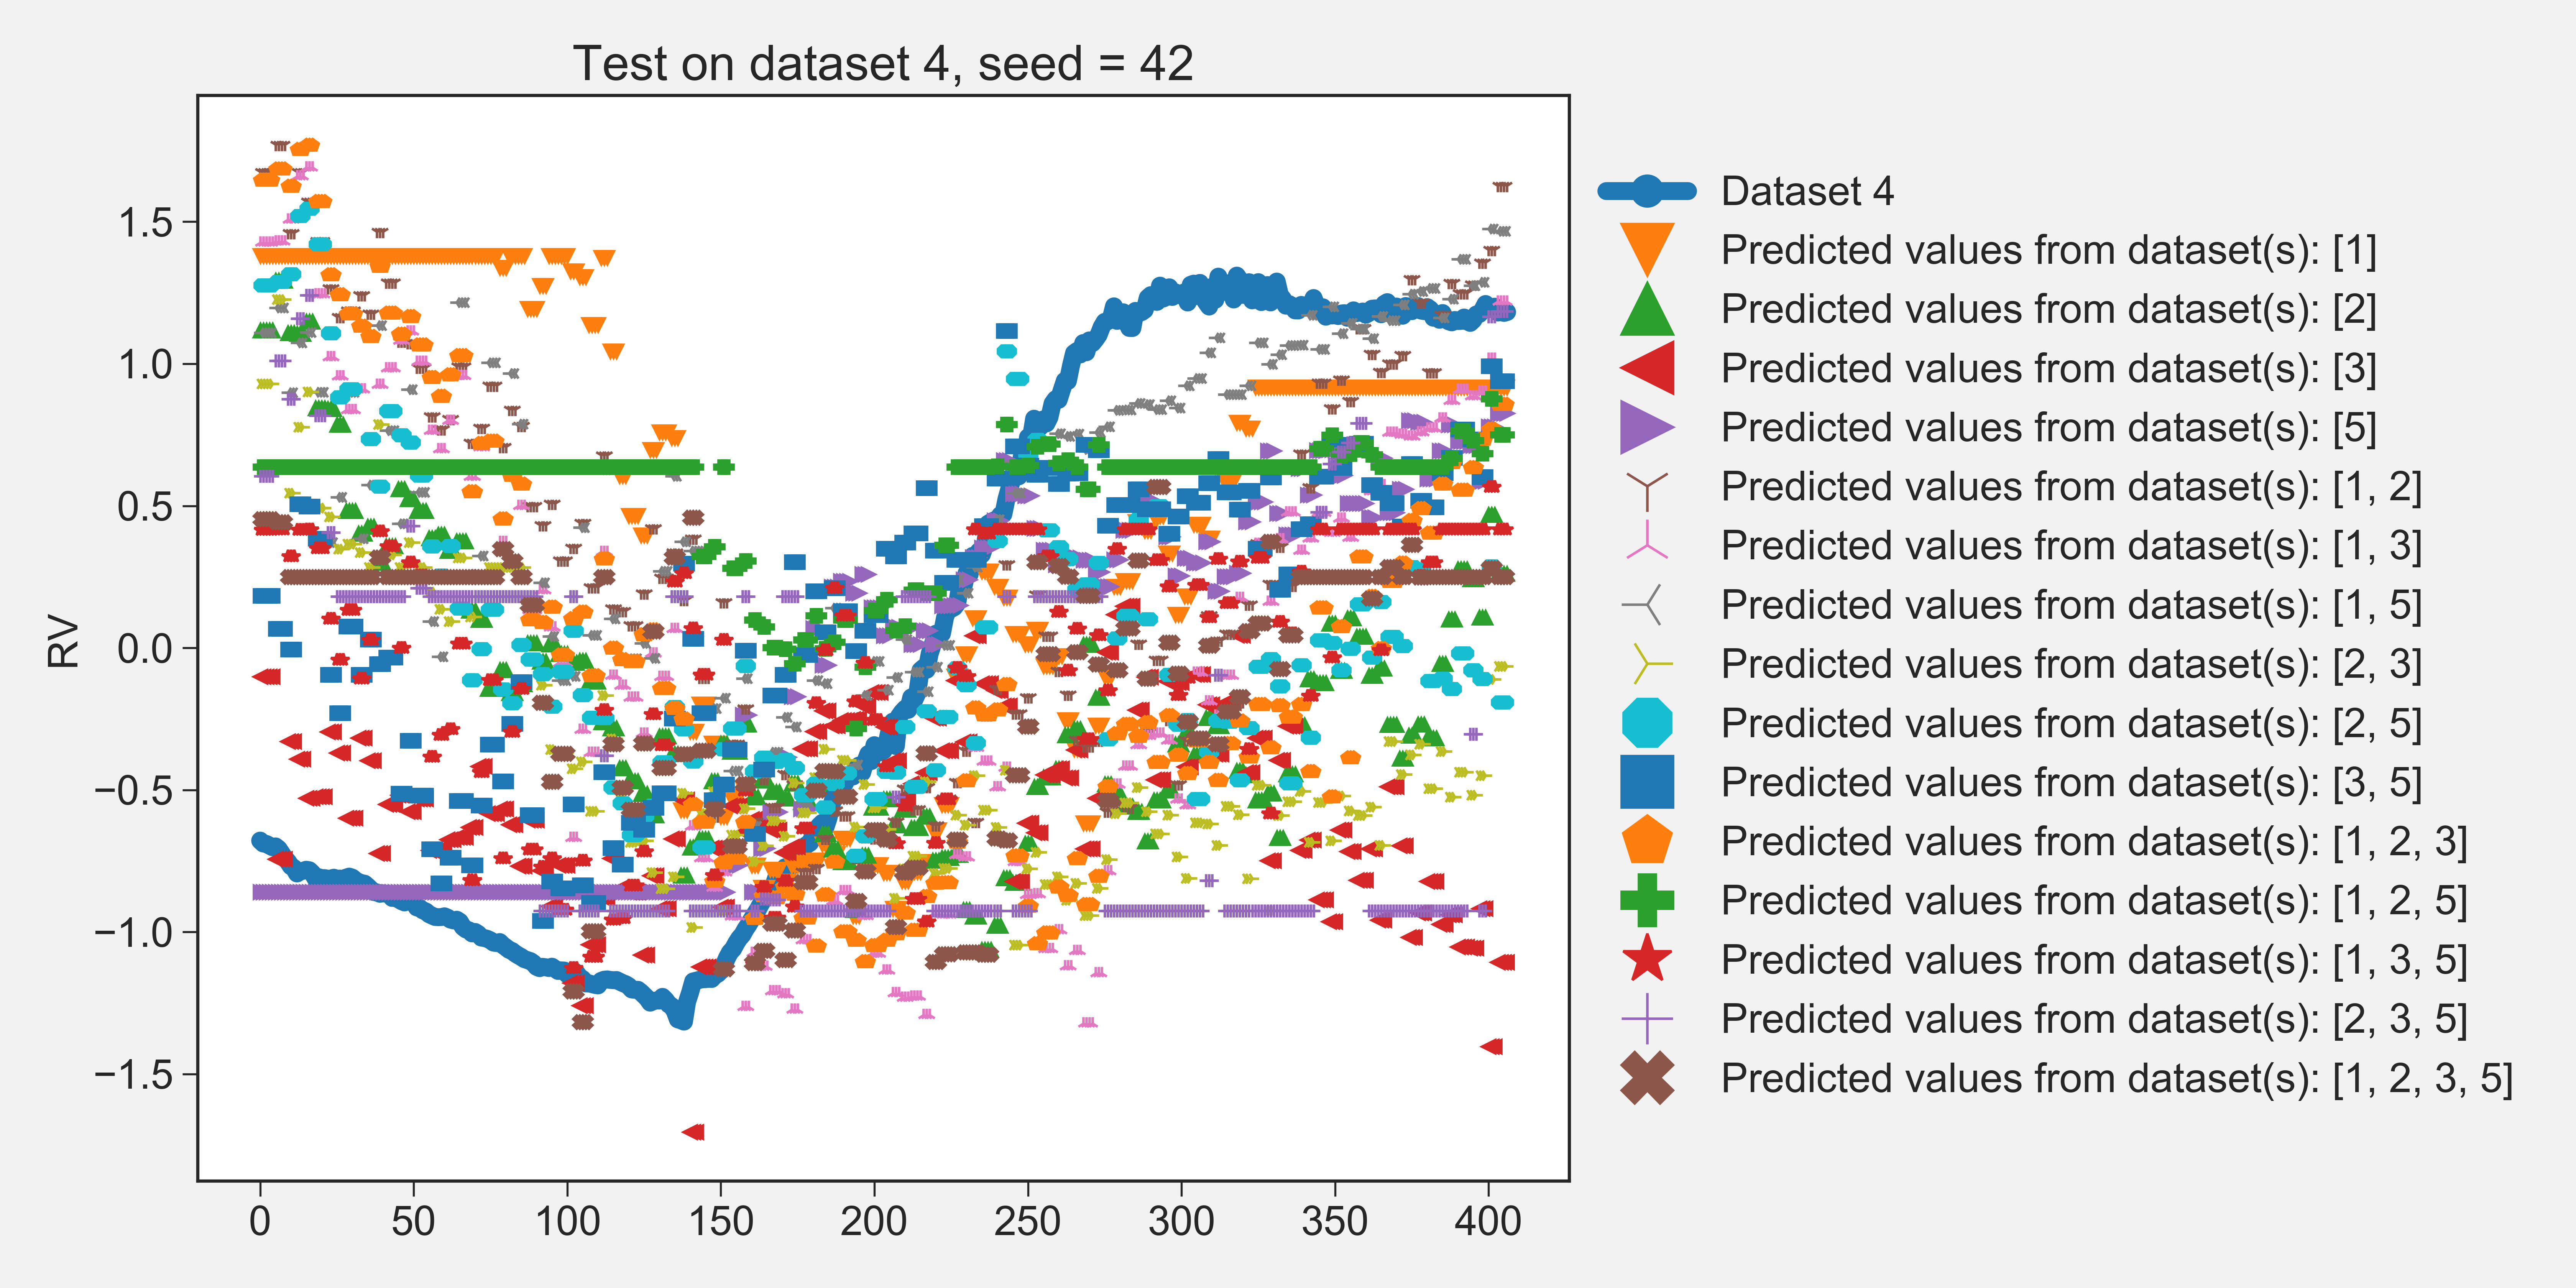 Test on dataset 4, seed = 42
RV
1.5
1.0
0.5
0.0
−0.5
−1.0
−1.5
0 50 100 150 200 250 300 350 400
Dataset 4
Predicted values from dataset(s): [1]
Predicted values from dataset(s): [2]
Predicted values from dataset(s): [3]
Predicted values from dataset(s): [5]
Predicted values from dataset(s): [1, 2]
Predicted values from dataset(s): [1, 3]
Predicted values from dataset(s): [1, 5]
Predicted values from dataset(s): [2, 3]
Predicted values from dataset(s): [2, 5]
Predicted values from dataset(s): [3, 5]
Predicted values from dataset(s): [1, 2, 3]
Predicted values from dataset(s): [1, 2, 5]
Predicted values from dataset(s): [1, 3, 5]
Predicted values from dataset(s): [2, 3, 5]
Predicted values from dataset(s): [1, 2, 3, 5]